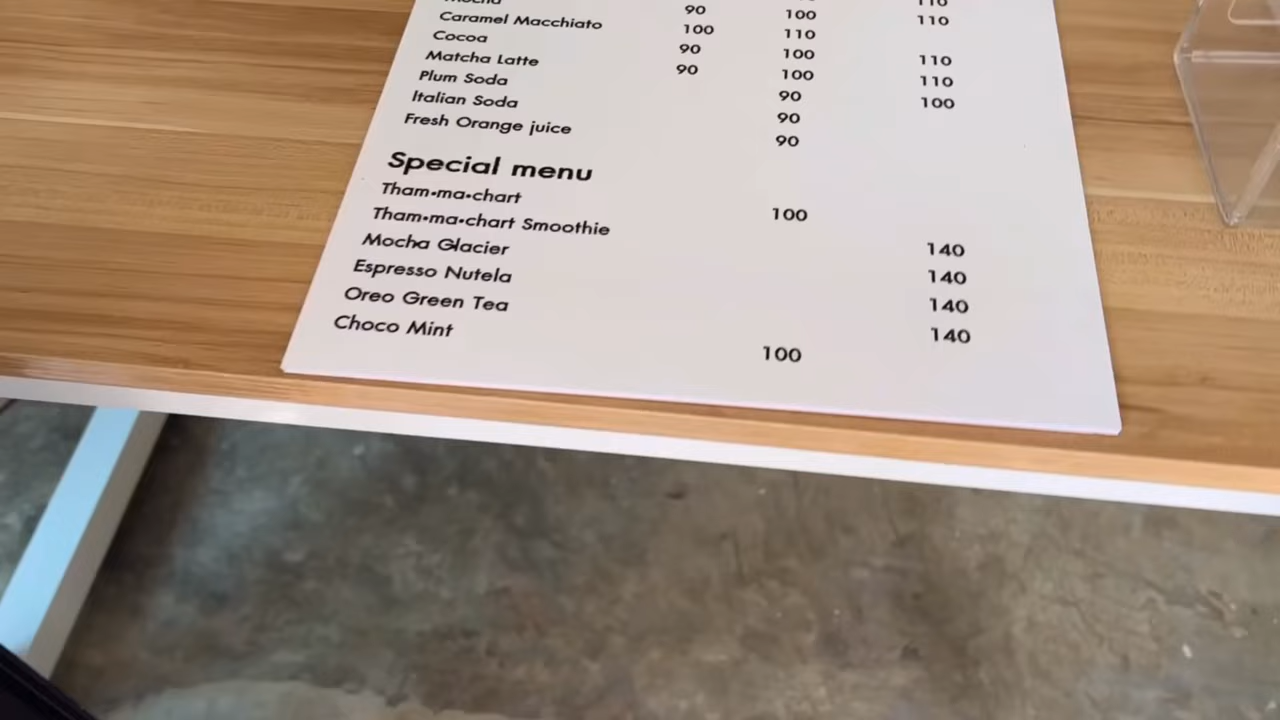 Mocha 90 100 110
Caramel Macchiato 100 110
Cocoa 90 100 110
Matcha Latte 90 100 110
Plum Soda 90 100
Italian Soda 90
Fresh Orange juice 90
Special menu
Tham•ma•chart 100
Tham•ma•chart Smoothie 140
Mocha Glacier 140
Espresso Nutela 140
Oreo Green Tea 140
Choco Mint 100